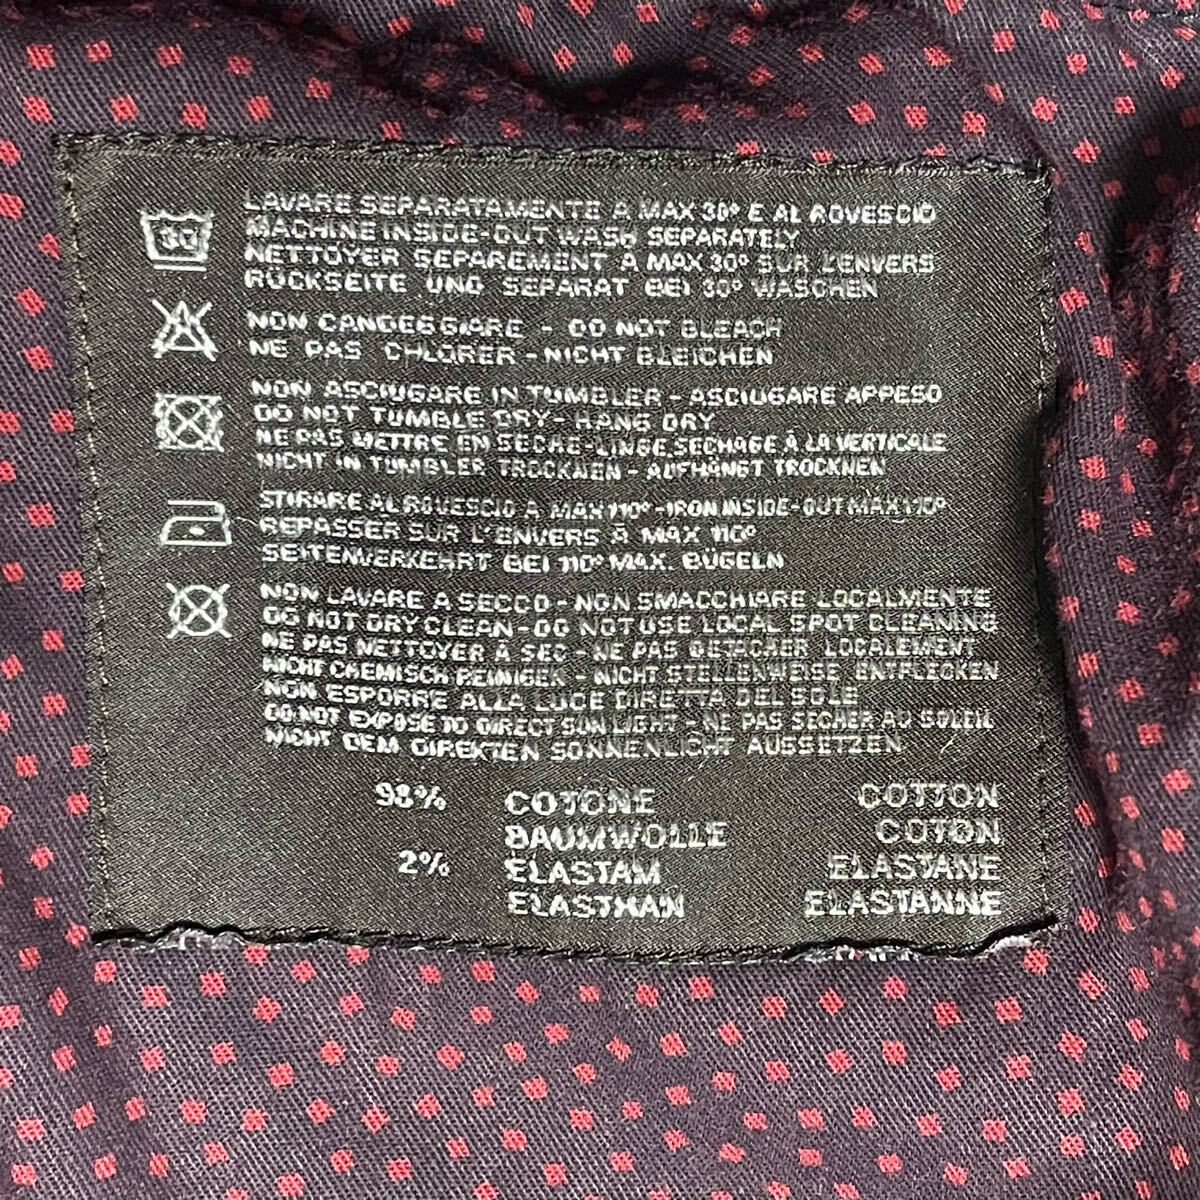 30
LAVARE SEPARATAMENTE A MAX 30° E AL ROVESCIO
MACHINE INSIDE-OUT WASH SEPARATELY
NETTOYER SEPAREMENT A MAX 30° SUR L'ENVERS
RÜCKSEITE UND SEPARAT BEI 30° WASCHEN
NON CANDEGGIARE - DO NOT BLEACH
NE PAS CHLORER - NICHT BLEICHEN
NON ASCIUGARE IN TUMBLER - ASCIUGARE APPESO
DO NOT TUMBLE DRY - HANG DRY
NE PAS METTRE EN SECHE-LINGE, SECHAGE À LA VERTICALE
NICHT IN TUMBLER TROCKNEN - AUFHÄNGT TROCKNEN
STIRARE AL ROVESCIO A MAX 110° - IRON INSIDE-OUT MAX 110°
REPASSER SUR L'ENVERS À MAX 110°
SEITENVERKEHRT BEI 110° MAX. BÜGELN
NON LAVARE A SECCO - NON SMACCHIARE LOCALMENTE
DO NOT DRY CLEAN - DO NOT USE LOCAL SPOT CLEANING
NE PAS NETTOYER À SEC - NE PAS DETACHER LOCALEMENT
NICHT CHEMISCH REINIGEN - NICHT STELLENWEISE ENTFLECKEN
NON ESPORRE ALLA LUCE DIRETTA DEL SOLE
DO NOT EXPOSE TO DIRECT SUN LIGHT - NE PAS SECHER AU SOLEIL
NICHT DEM DIREKTEN SONNENLICHT AUSSETZEN
98% COTONE COTTON
BAUMWOLLE COTON
2% ELASTAM ELASTANE
ELASTHAN ELASTANNE